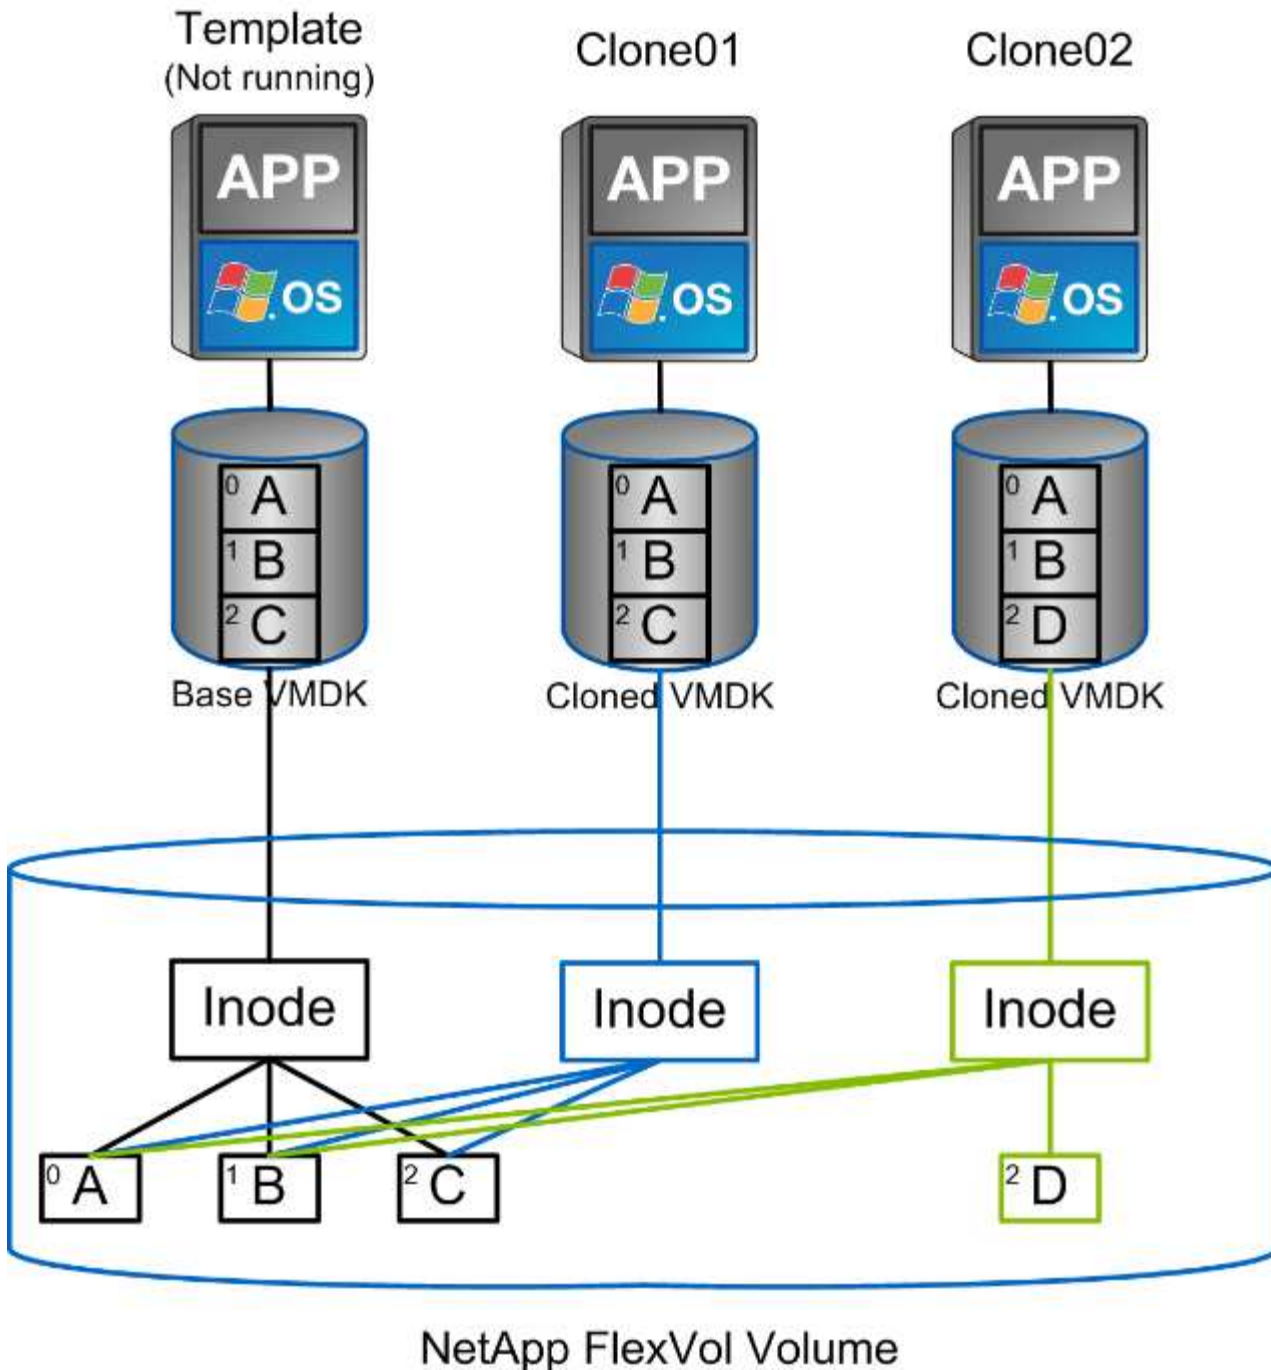 Template
(Not running)
Clone01
Clone02
APP
APP
APP
OS
OS
OS
0 A
1 B
2 C
0 A
1 B
2 C
0 A
1 B
2 D
Base VMDK
Cloned VMDK
Cloned VMDK
Inode
Inode
Inode
0 A
1 B
2 C
2 D
NetApp FlexVol Volume